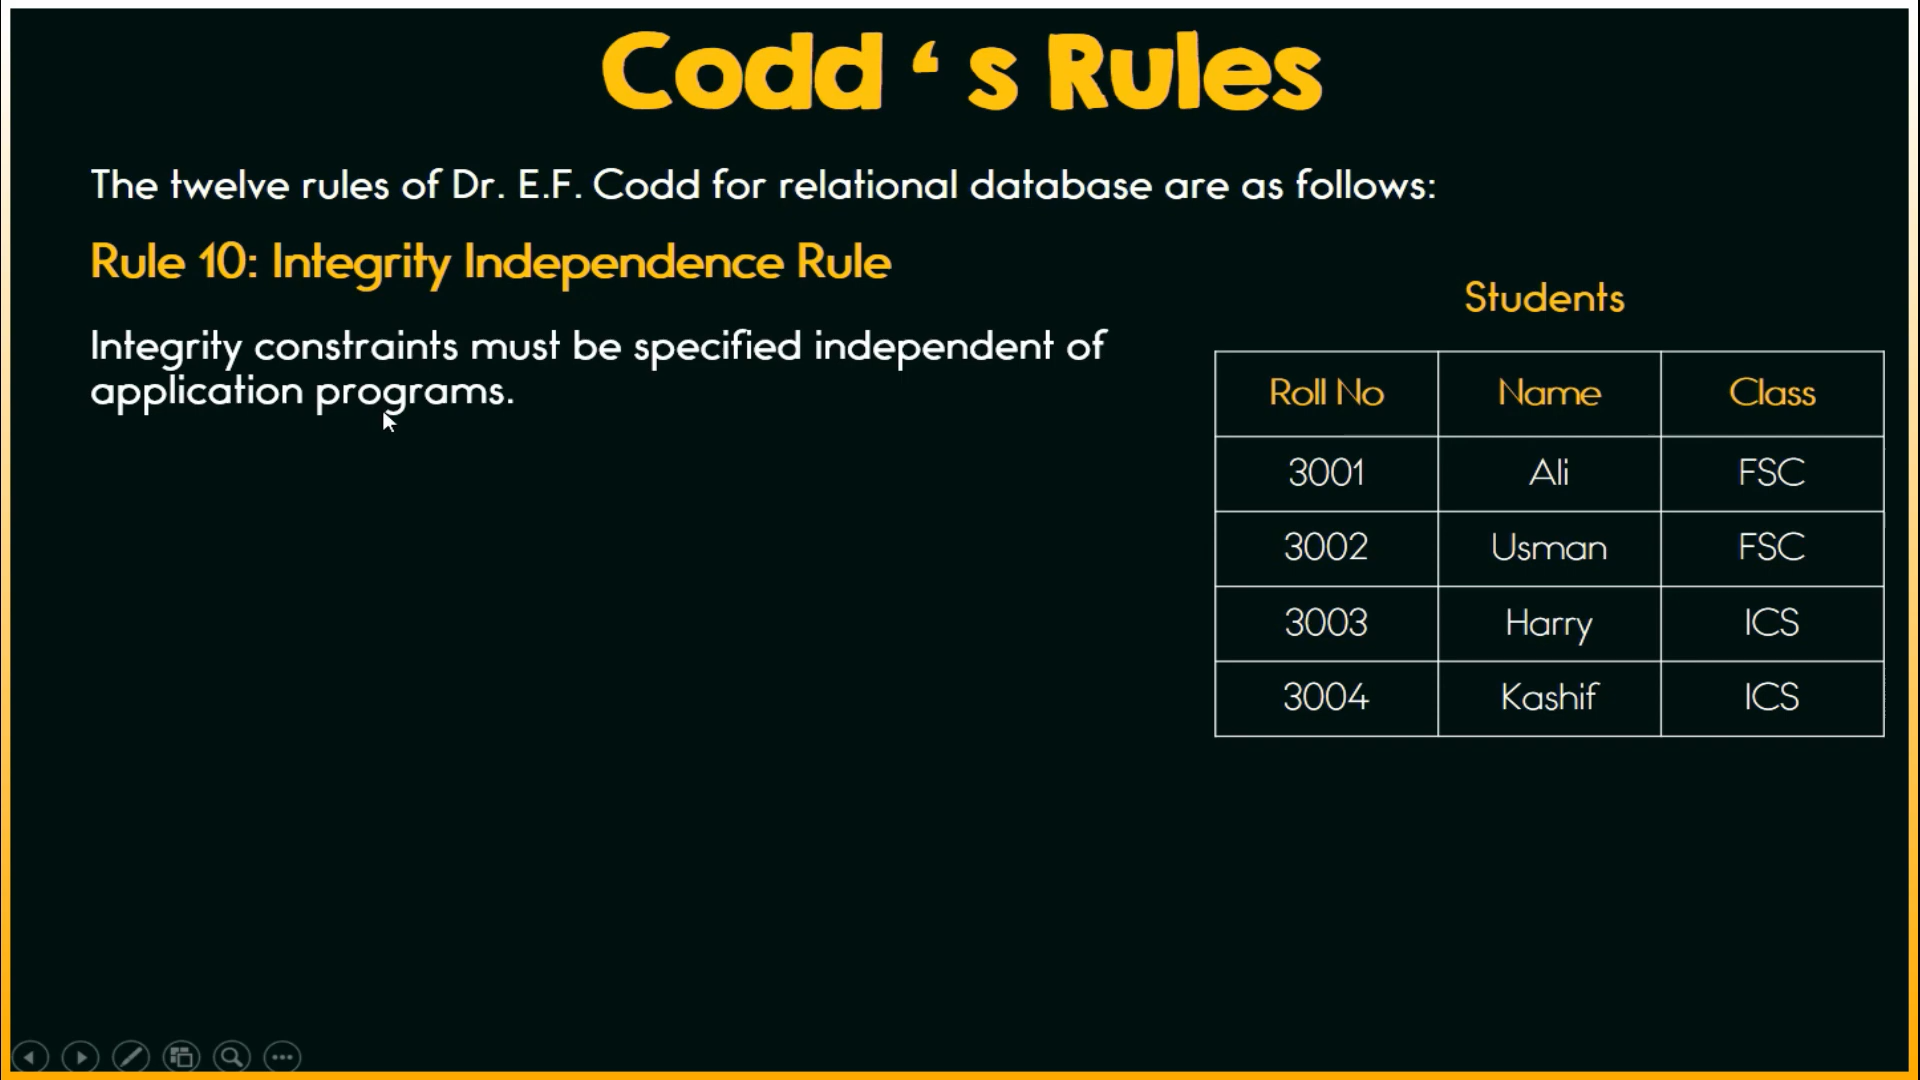 Codd ‘ s Rules
The twelve rules of Dr. E.F. Codd for relational database are as follows:
Rule 10: Integrity Independence Rule
Integrity constraints must be specified independent of
application programs.
Students
Roll No Name Class
3001 Ali FSC
3002 Usman FSC
3003 Harry ICS
3004 Kashif ICS